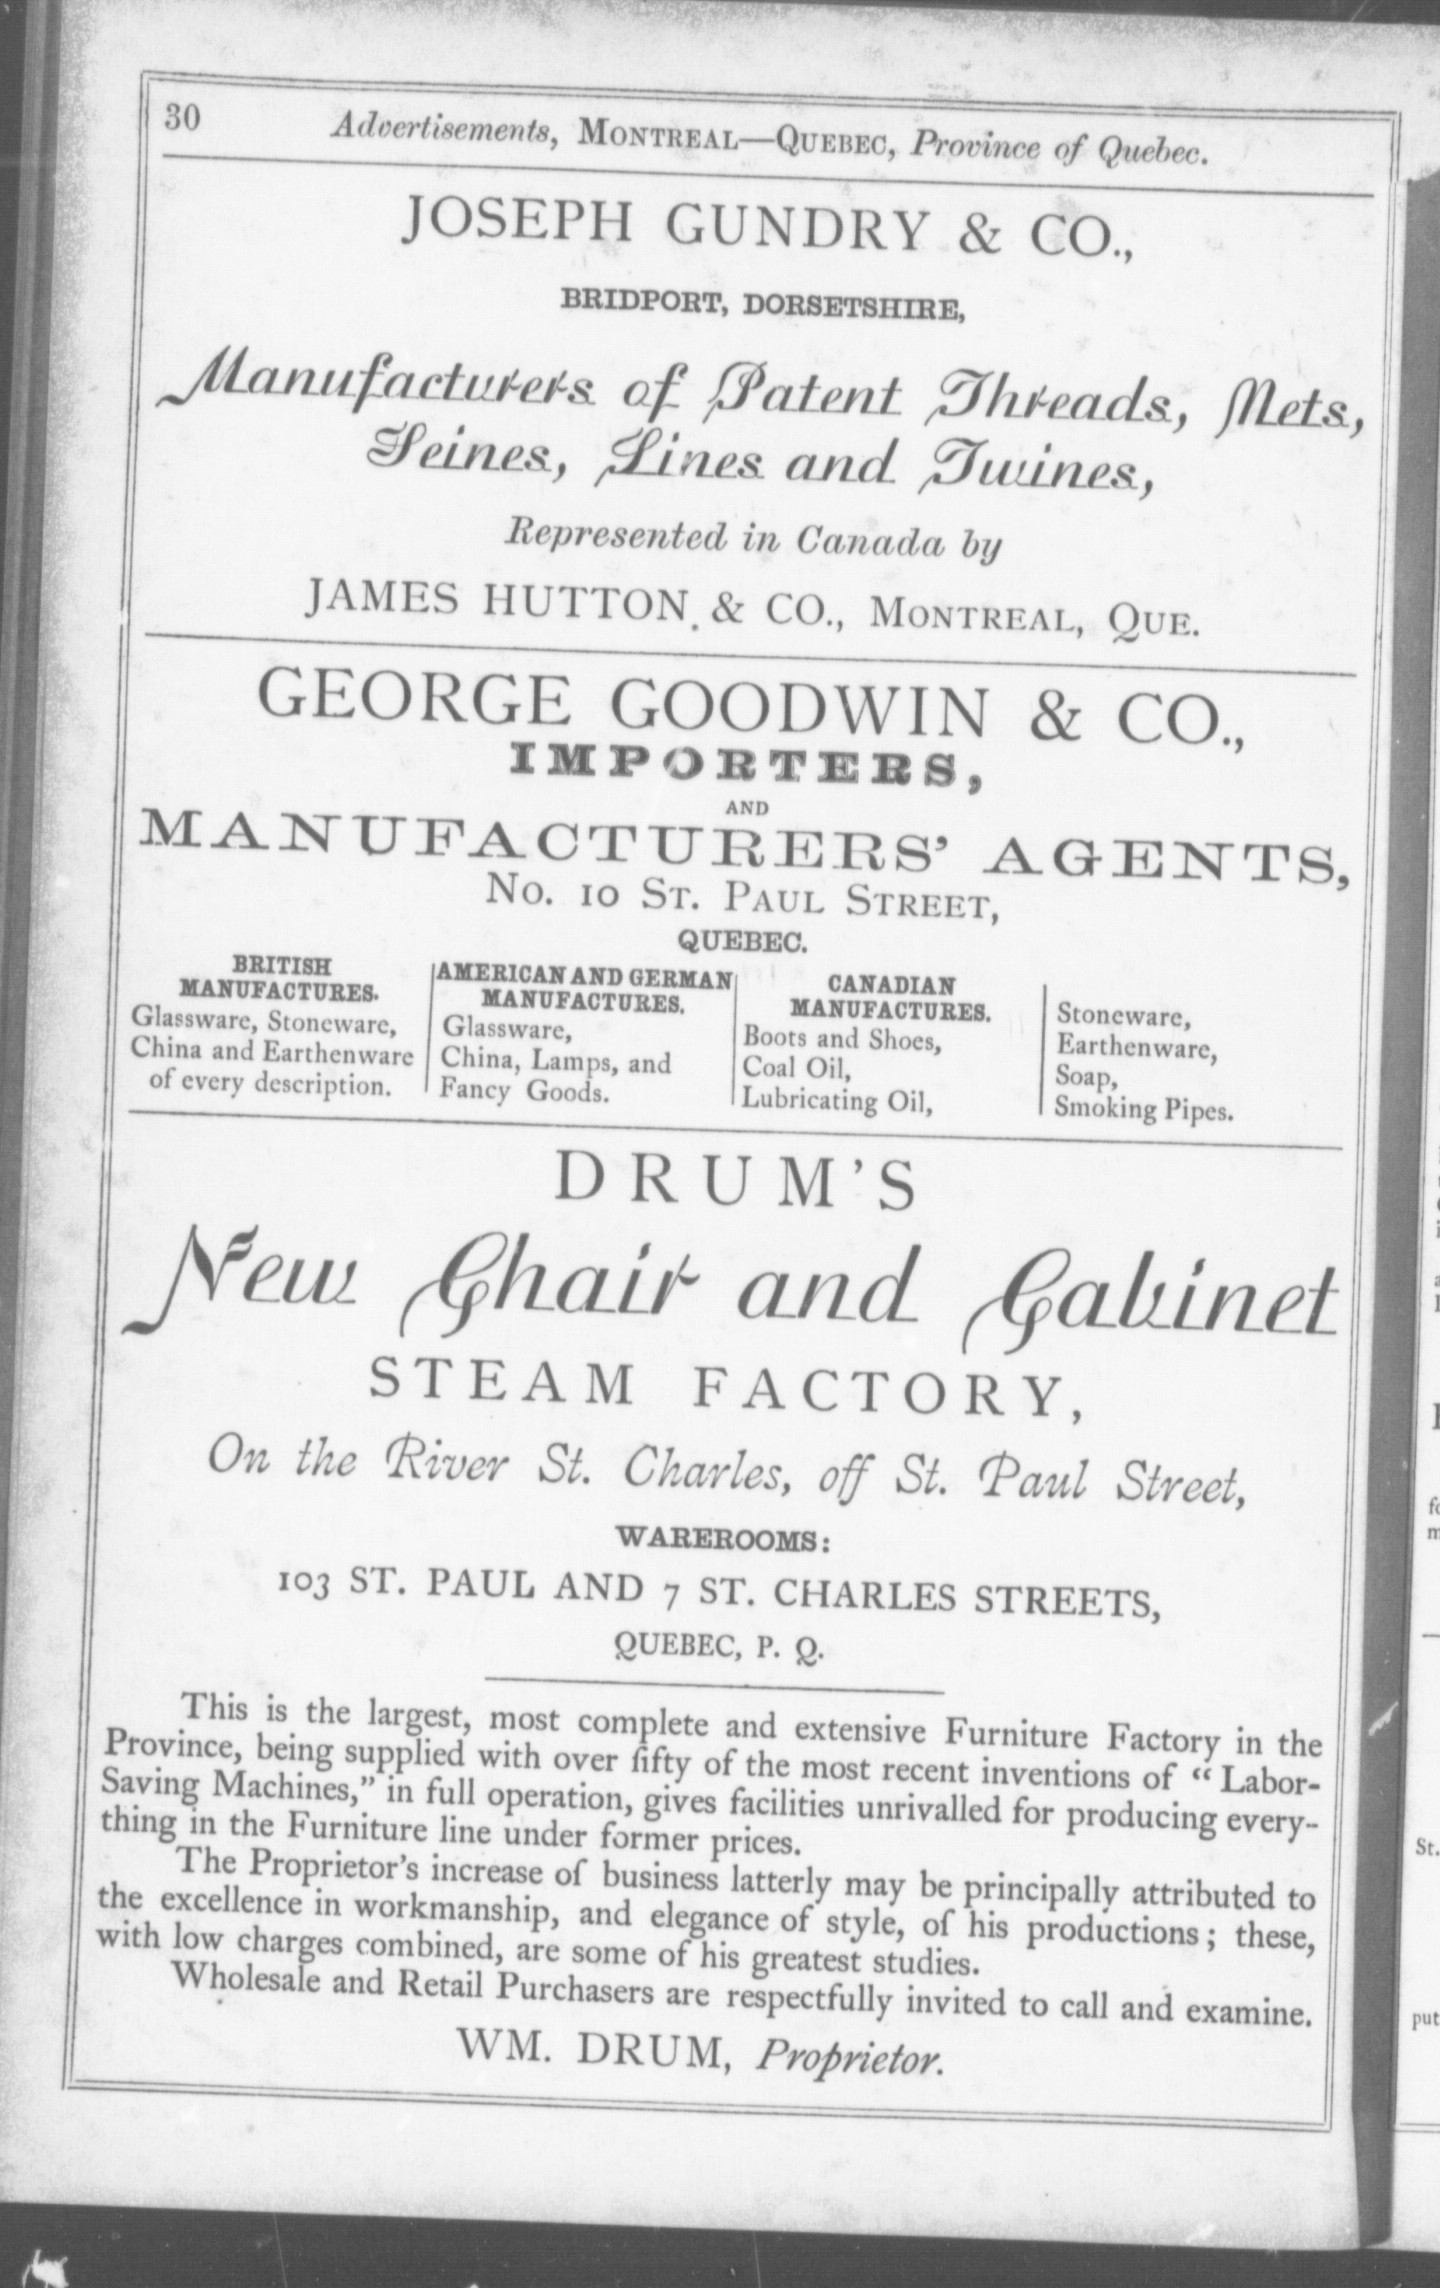 30
Advertisements, MONTREAL—QUEBEC, Province of Quebec.
JOSEPH GUNDRY & CO.,
BRIDPORT, DORSETSHIRE,
Manufacturers of Patent Threads, Nets,
Seines, Lines and Twines,
Represented in Canada by
JAMES HUTTON & CO., MONTREAL, QUE.
GEORGE GOODWIN & CO.,
IMPORTERS,
AND
MANUFACTURERS' AGENTS,
No. 10 ST. PAUL STREET,
QUEBEC.
BRITISH
MANUFACTURES.
Glassware, Stoneware,
China and Earthenware
of every description.
AMERICAN AND GERMAN
MANUFACTURES.
Glassware,
China, Lamps, and
Fancy Goods.
CANADIAN
MANUFACTURES.
Boots and Shoes,
Coal Oil,
Lubricating Oil,
Stoneware,
Earthenware,
Soap,
Smoking Pipes.
DRUM'S
New Chair and Cabinet
STEAM FACTORY,
On the River St. Charles, off St. Paul Street,
WAREROOMS:
103 ST. PAUL AND 7 ST. CHARLES STREETS,
QUEBEC, P. Q.
This is the largest, most complete and extensive Furniture Factory in the
Province, being supplied with over fifty of the most recent inventions of "Labor-
Saving Machines," in full operation, gives facilities unrivalled for producing every-
thing in the Furniture line under former prices.
The Proprietor's increase of business latterly may be principally attributed to
the excellence in workmanship, and elegance of style, of his productions; these,
with low charges combined, are some of his greatest studies.
Wholesale and Retail Purchasers are respectfully invited to call and examine.
WM. DRUM, Proprietor.
St.
put